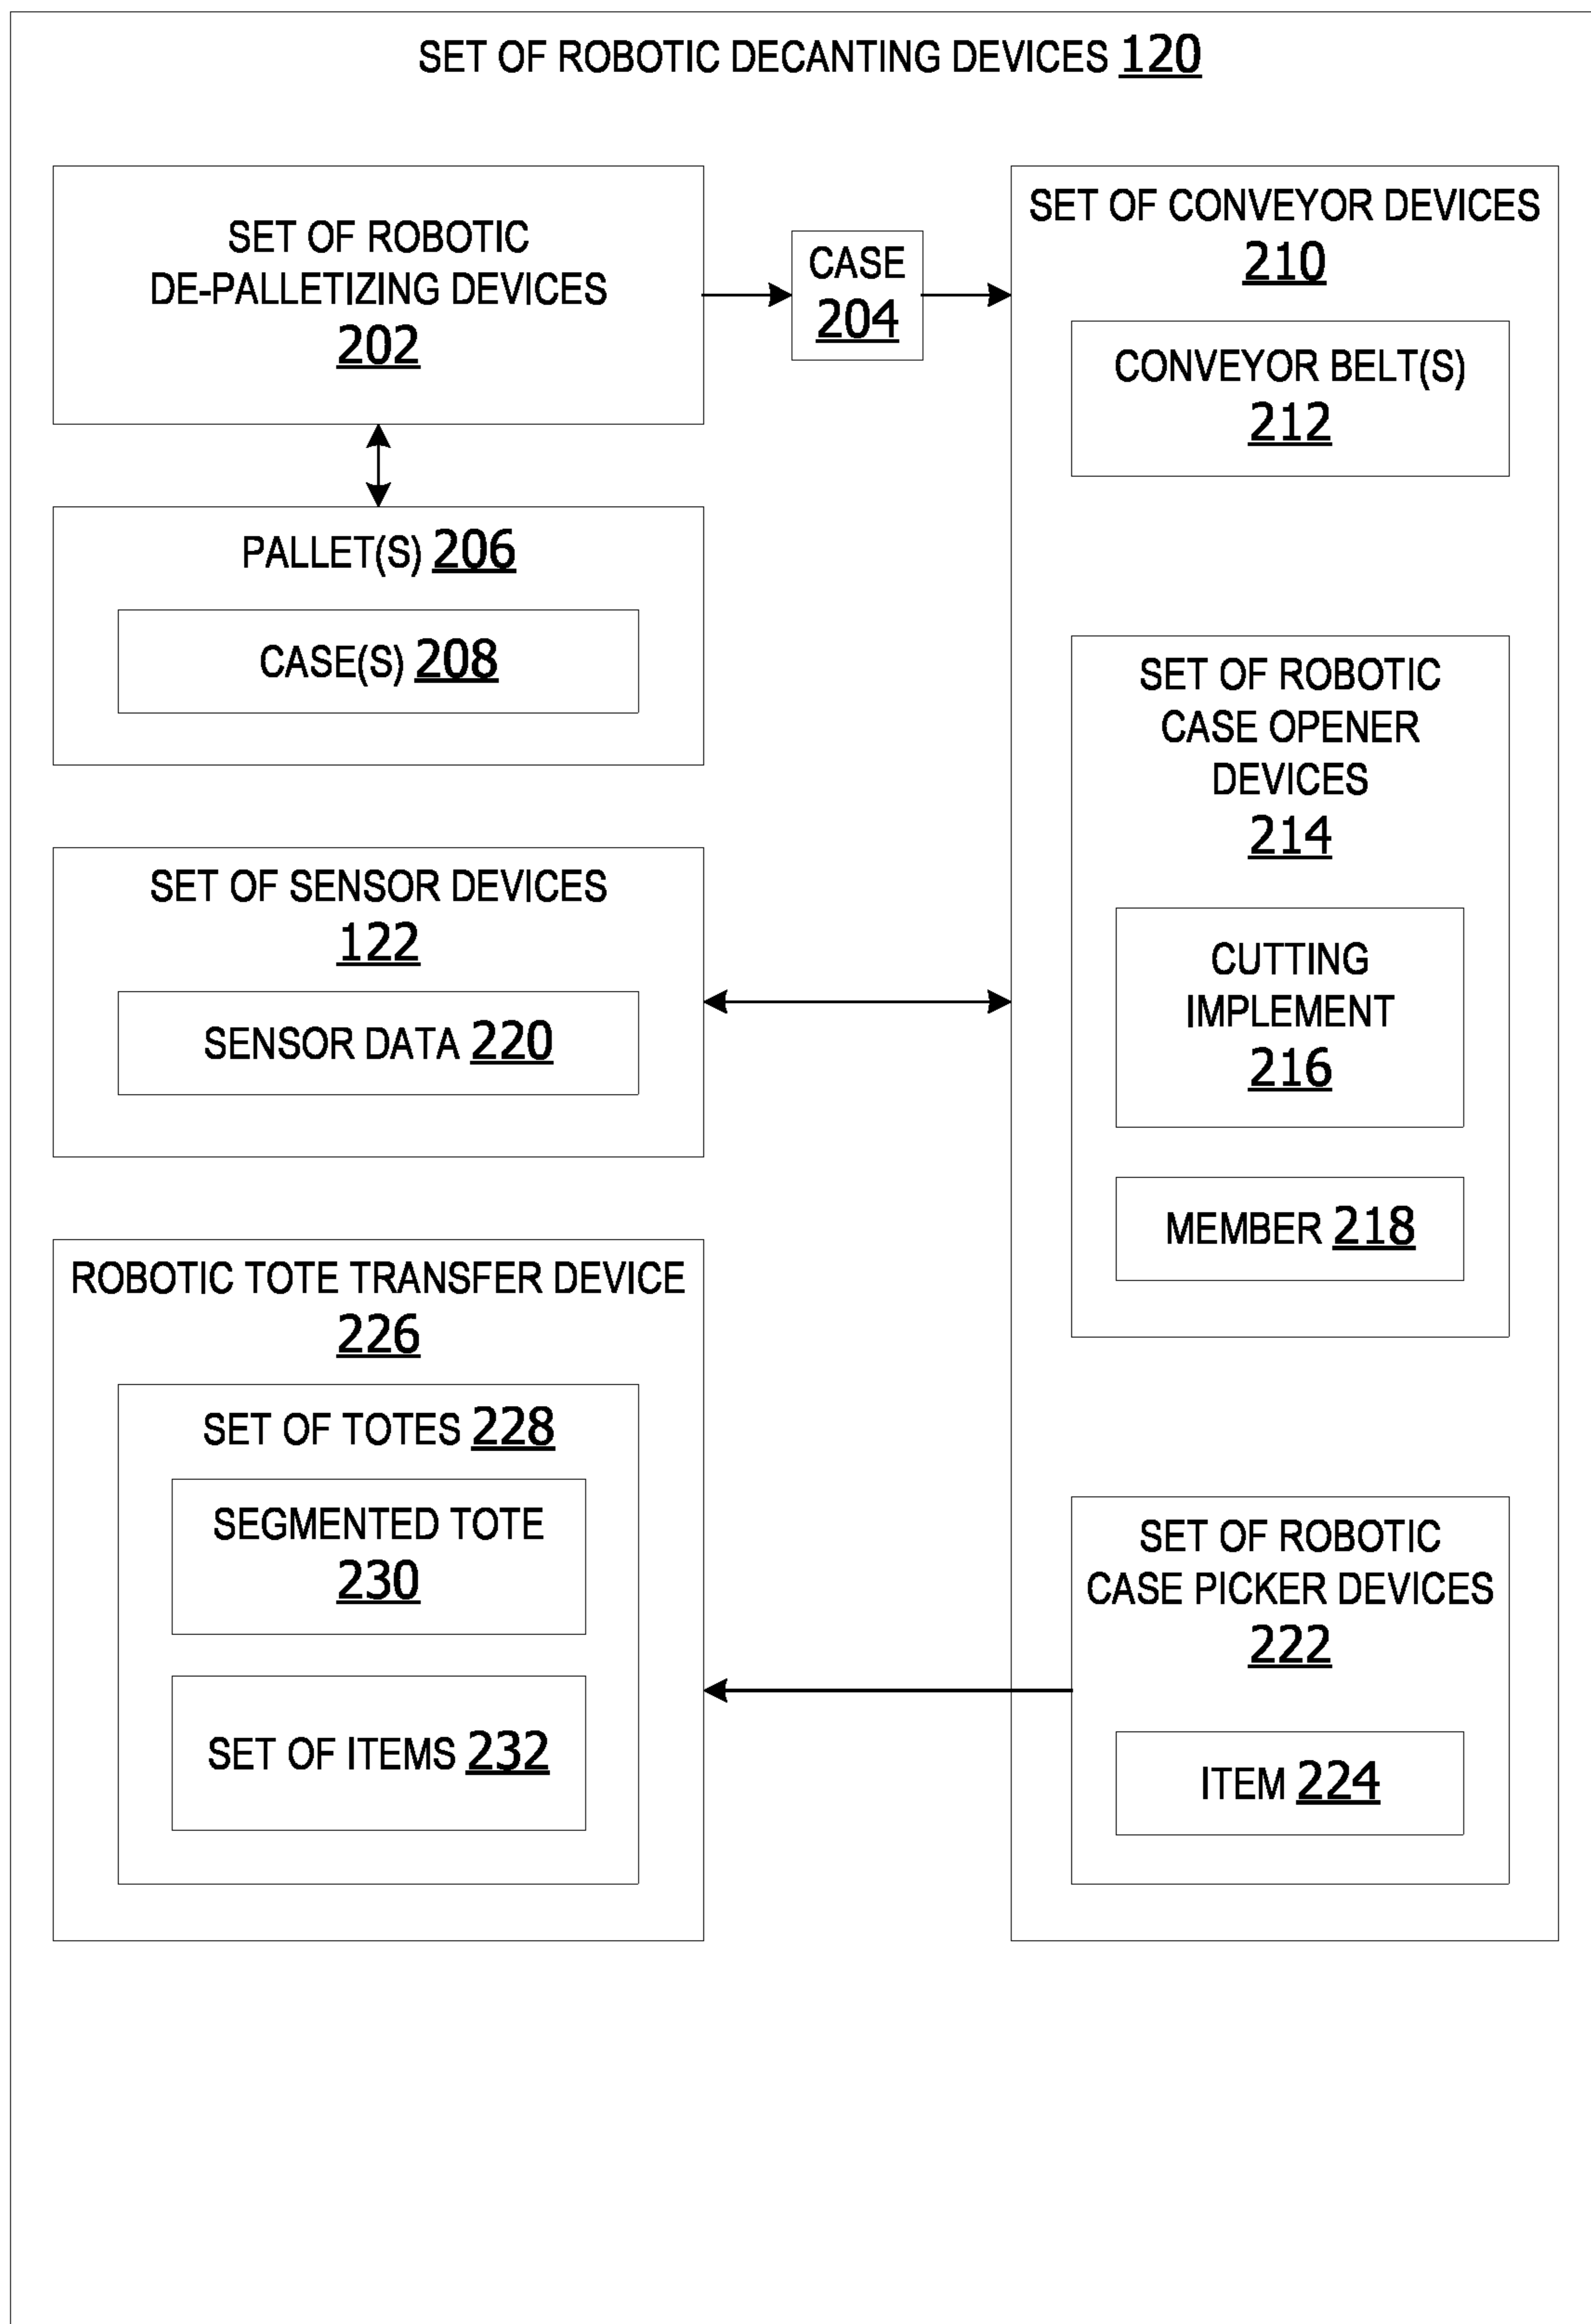 SET OF ROBOTIC DECANTING DEVICES 120
SET OF ROBOTIC
DE-PALLETIZING DEVICES
202
CASE
204
PALLET(S) 206
CASE(S) 208
SET OF SENSOR DEVICES
122
SENSOR DATA 220
ROBOTIC TOTE TRANSFER DEVICE
226
SET OF TOTES 228
SEGMENTED TOTE
230
SET OF ITEMS 232
SET OF CONVEYOR DEVICES
210
CONVEYOR BELT(S)
212
SET OF ROBOTIC
CASE OPENER
DEVICES
214
CUTTING
IMPLEMENT
216
MEMBER 218
SET OF ROBOTIC
CASE PICKER DEVICES
222
ITEM 224